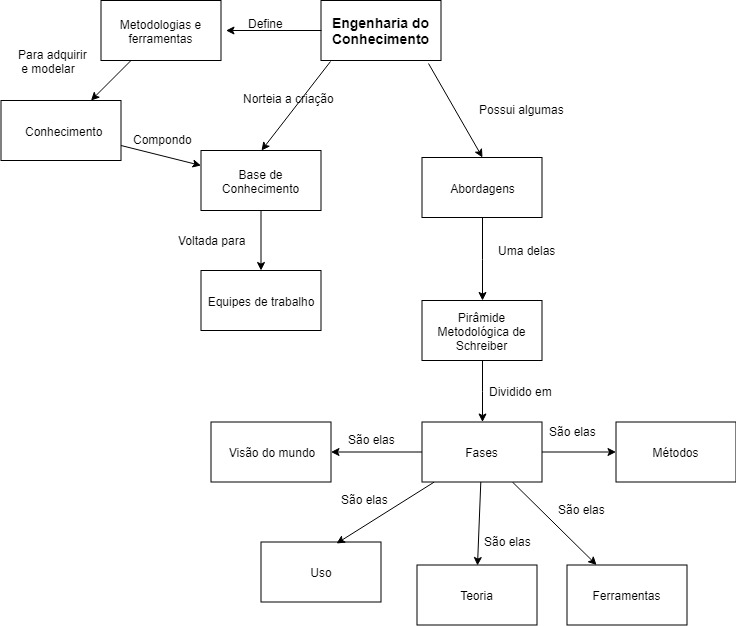 Metodologias e
ferramentas
Define
Engenharia do
Conhecimento
Para adquirir
e modelar
Norteia a criação
Possui algumas
Conhecimento
Compondo
Base de
Conhecimento
Abordagens
Voltada para
Uma delas
Equipes de trabalho
Pirâmide
Metodológica de
Schreiber
Dividido em
Visão do mundo
São elas
Fases
São elas
Métodos
São elas
São elas
São elas
Uso
Teoria
Ferramentas